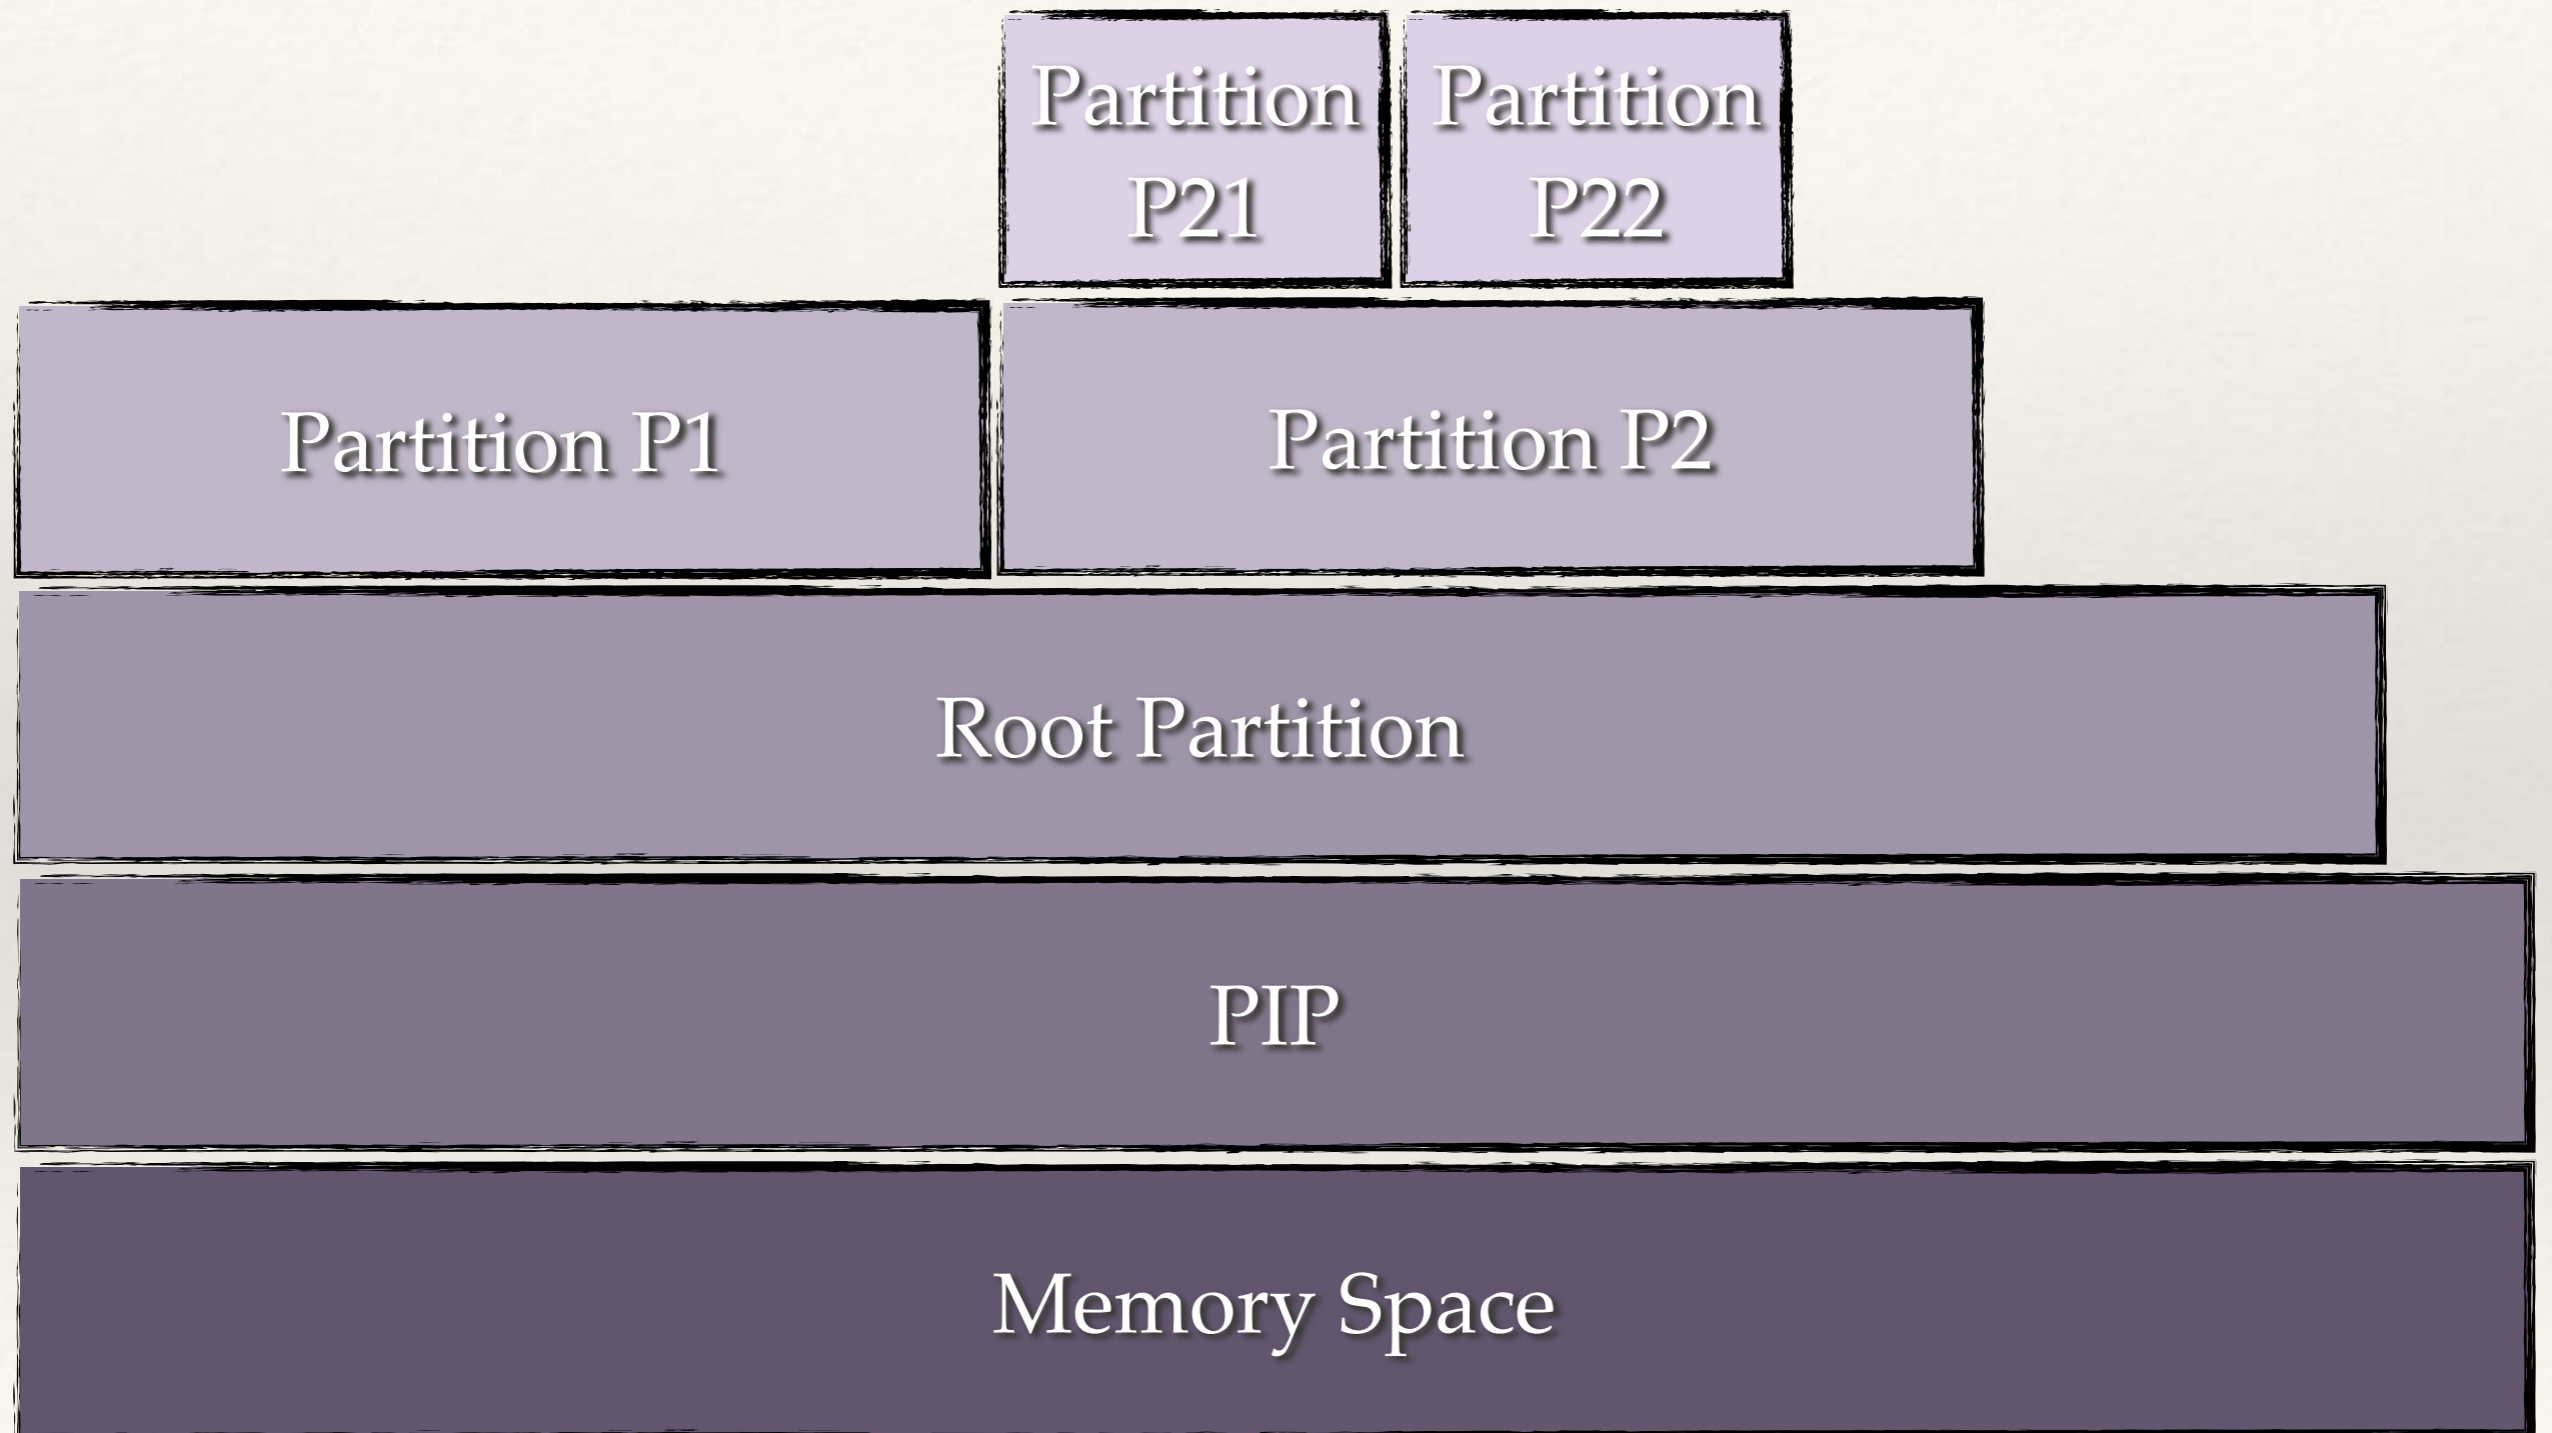 Partition
P21
Partition
P22
Partition P1
Partition P2
Root Partition
PIP
Memory Space